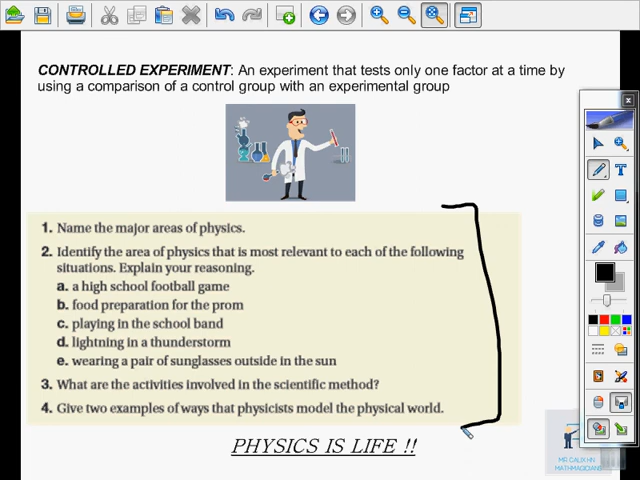 CONTROLLED EXPERIMENT: An experiment that tests only one factor at a time by
using a comparison of a control group with an experimental group
1. Name the major areas of physics.
2. Identify the area of physics that is most relevant to each of the following
situations. Explain your reasoning.
a. a high school football game
b. food preparation for the prom
c. playing in the school band
d. lightning in a thunderstorm
e. wearing a pair of sunglasses outside in the sun
3. What are the activities involved in the scientific method?
4. Give two examples of ways that physicists model the physical world.
PHYSICS IS LIFE !!